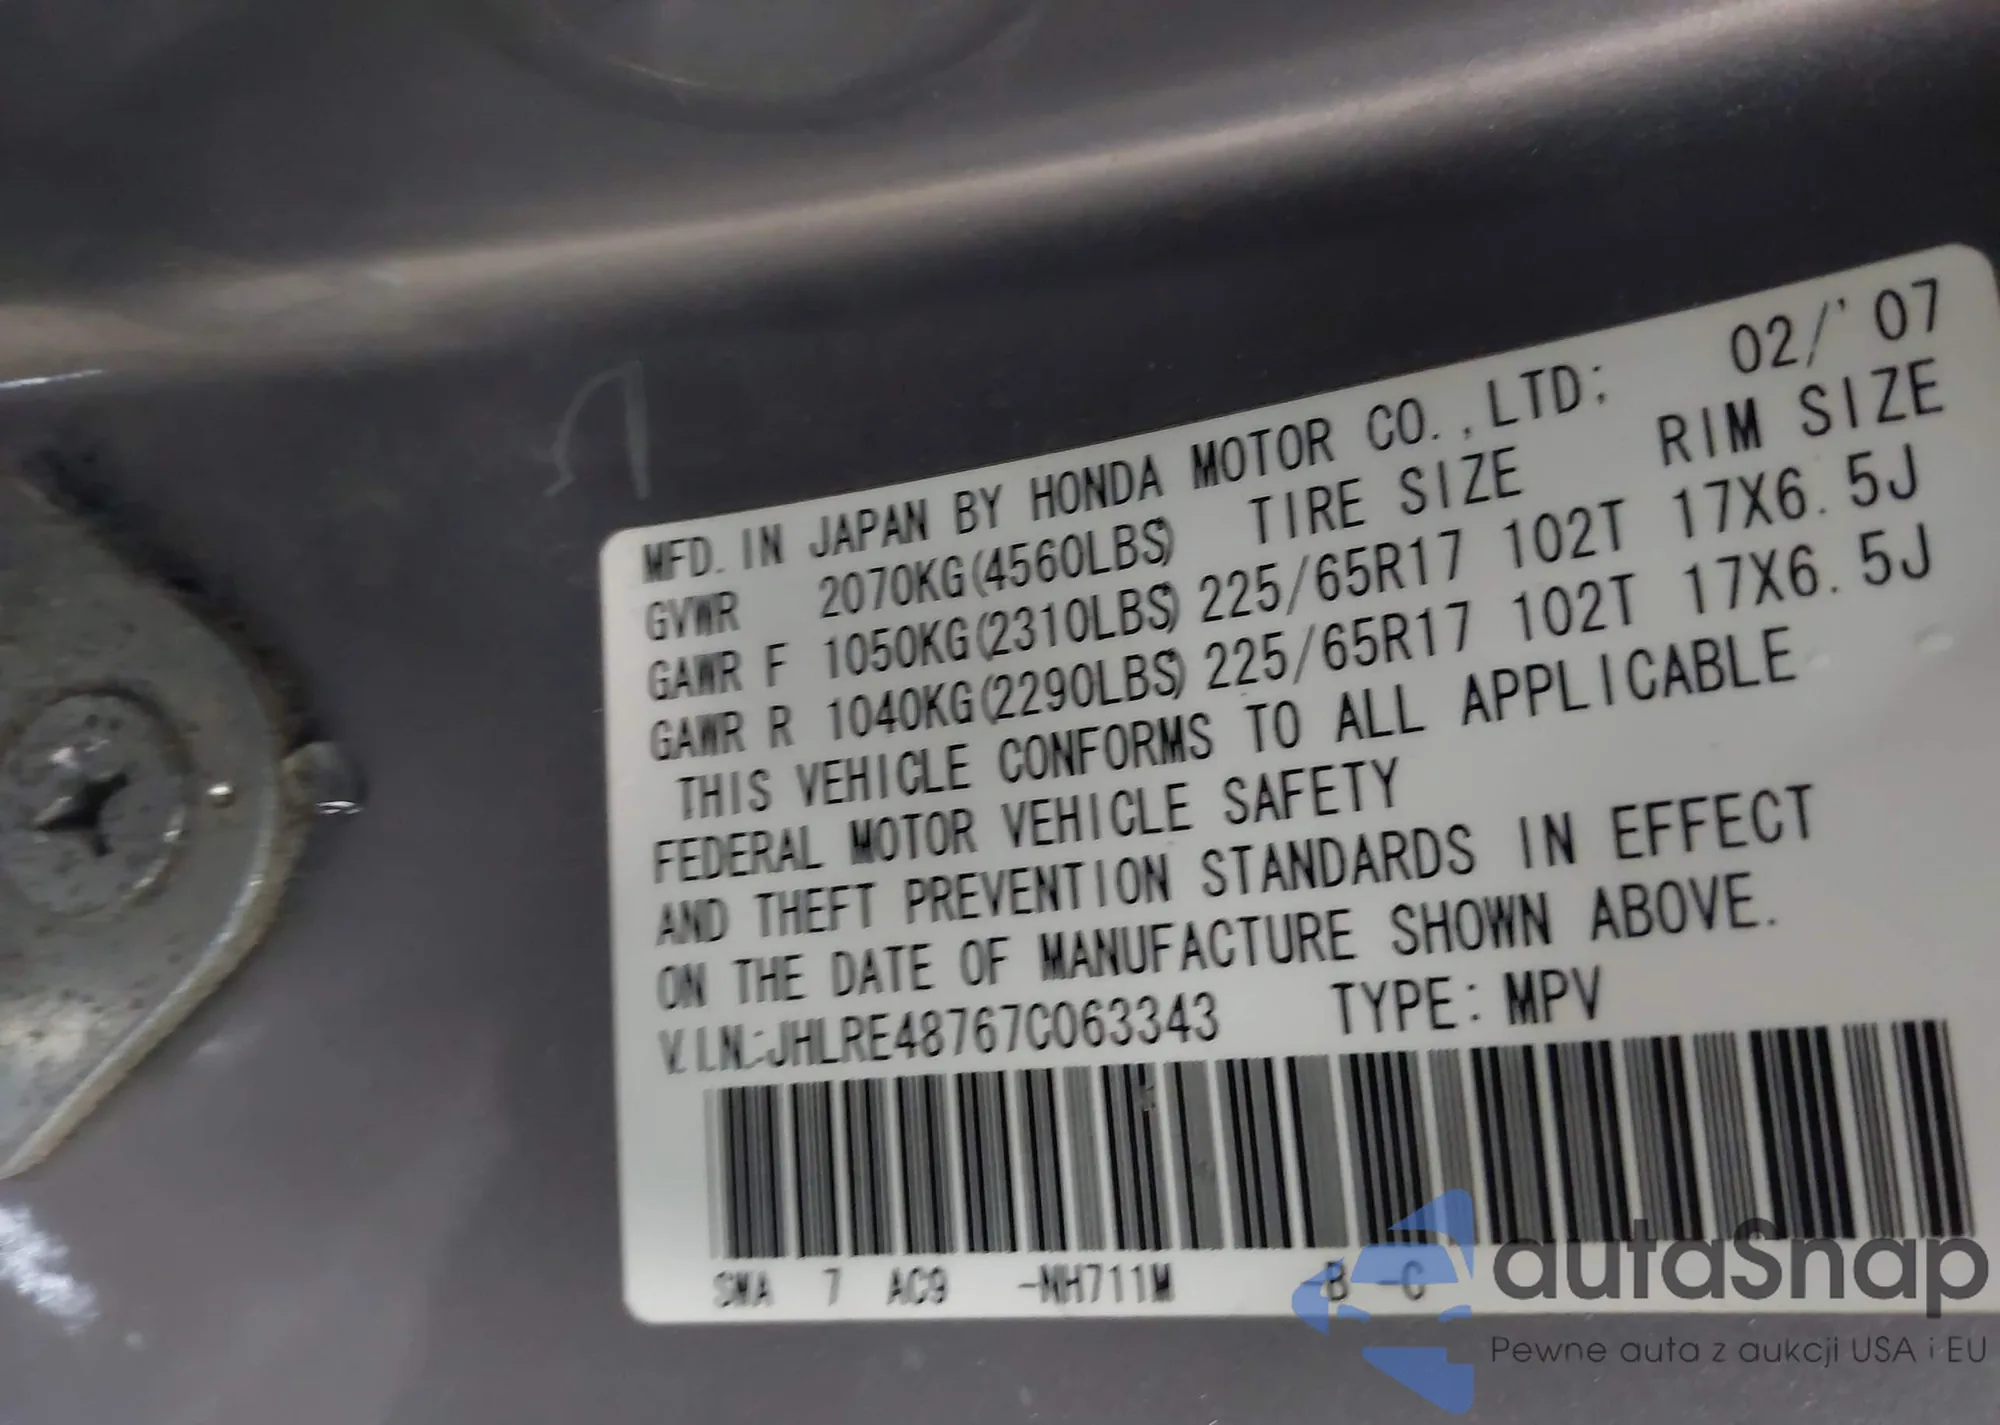 MFD. IN JAPAN BY HONDA MOTOR CO.,LTD; 02/'07
GVWR 2070KG(4560LBS) TIRE SIZE RIM SIZE
GAWR F 1050KG(2310LBS) 225/65R17 102T 17X6.5J
GAWR R 1040KG(2290LBS) 225/65R17 102T 17X6.5J
THIS VEHICLE CONFORMS TO ALL APPLICABLE
FEDERAL MOTOR VEHICLE SAFETY
AND THEFT PREVENTION STANDARDS IN EFFECT
ON THE DATE OF MANUFACTURE SHOWN ABOVE.
V.I.N.:JHLRE48767C063343 TYPE: MPV
SWA 7 AC9 -NH711M -B -C
autaSnap
Pewne auta z aukcji USA i EU